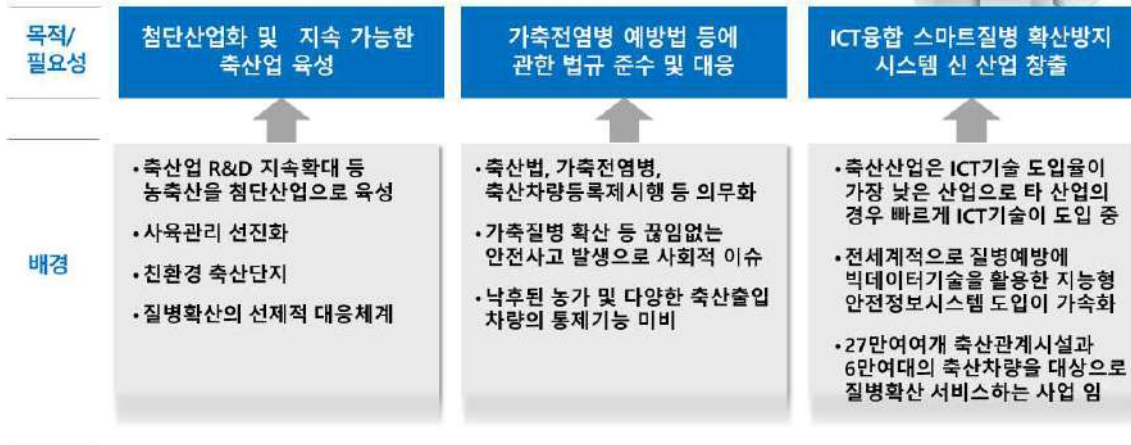 목적/
필요성
첨단산업화 및 지속 가능한
축산업 육성
가축전염병 예방법 등에
관한 법규 준수 및 대응
ICT융합 스마트질병 확산방지
시스템 신 산업 창출
배경
•축산업 R&D 지속확대 등
농축산을 첨단산업으로 육성
•사육관리 선진화
•친환경 축산단지
•질병확산의 선제적 대응체계
•축산법, 가축전염병,
축산차량등록제시행 등 의무화
•가축질병 확산 등 끊임없는
안전사고 발생으로 사회적 이슈
•낙후된 농가 및 다양한 축산출입
차량의 통제기능 미비
•축산산업은 ICT기술 도입율이
가장 낮은 산업으로 타 산업의
경우 빠르게 ICT기술이 도입 중
•전세계적으로 질병예방에
빅데이터기술을 활용한 지능형
안전정보시스템 도입이 가속화
•27만여여개 축산관계시설과
6만여대의 축산차량을 대상으로
질병확산 서비스하는 사업 임